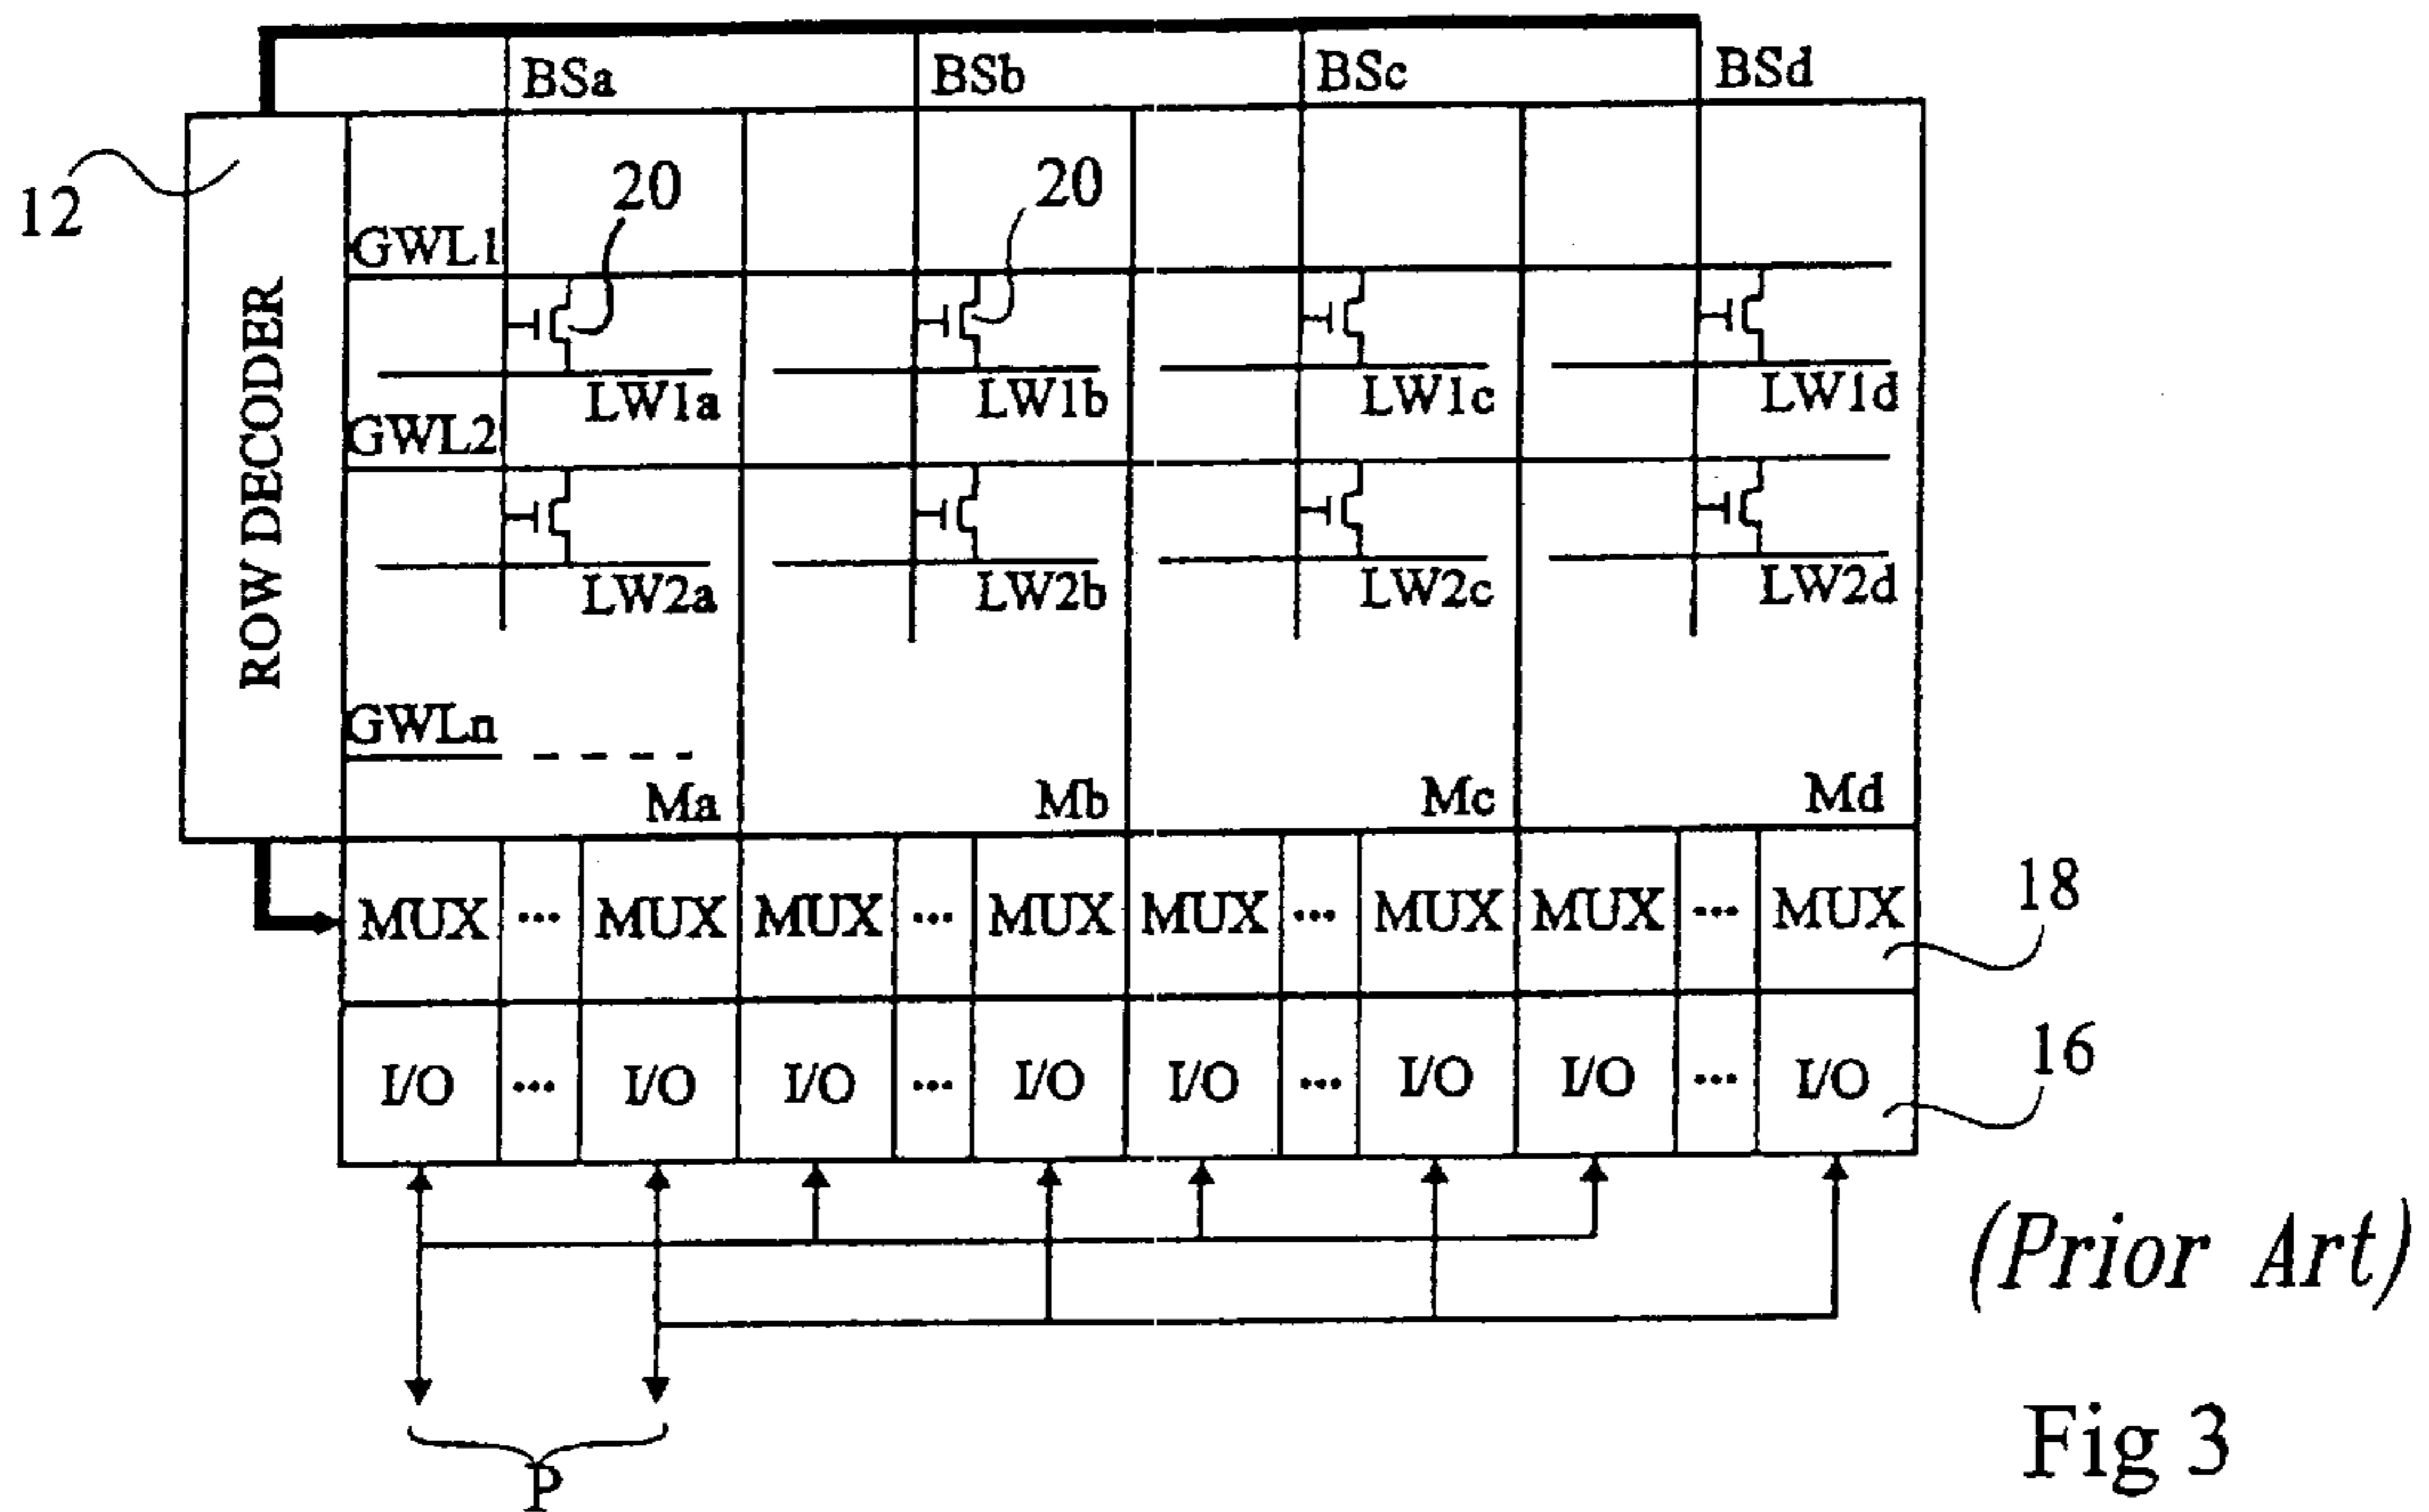 BSa BSb BSc BSd
12 20 20
GWL1
LW1a LW1b LW1c LW1d
GWL2
LW2a LW2b LW2c LW2d
ROW DECODER
GWLn
Ma Mb Mc Md
MUX ... MUX MUX ... MUX MUX ... MUX MUX ... MUX 18
I/O ... I/O I/O ... I/O I/O ... I/O I/O ... I/O 16
(Prior Art)
P
Fig 3